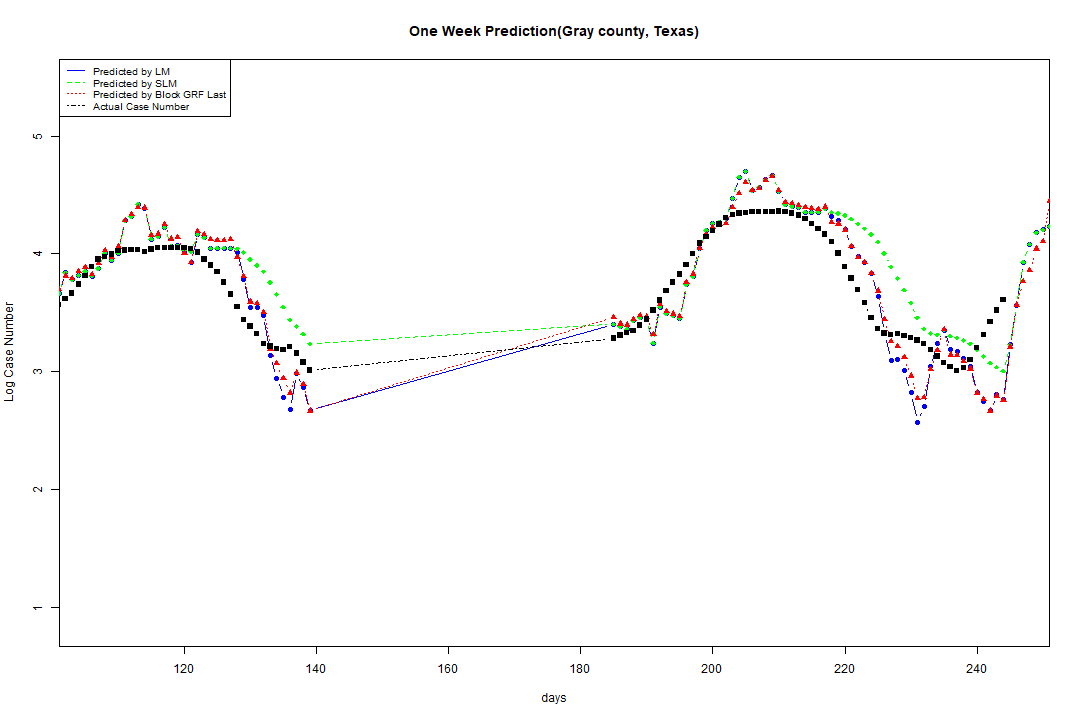 One Week Prediction(Gray county, Texas)
Predicted by LM
Predicted by SLM
Predicted by Block GRF Last
Actual Case Number
Log Case Number
5
4
3
2
1
120 140 160 180 200 220 240
days